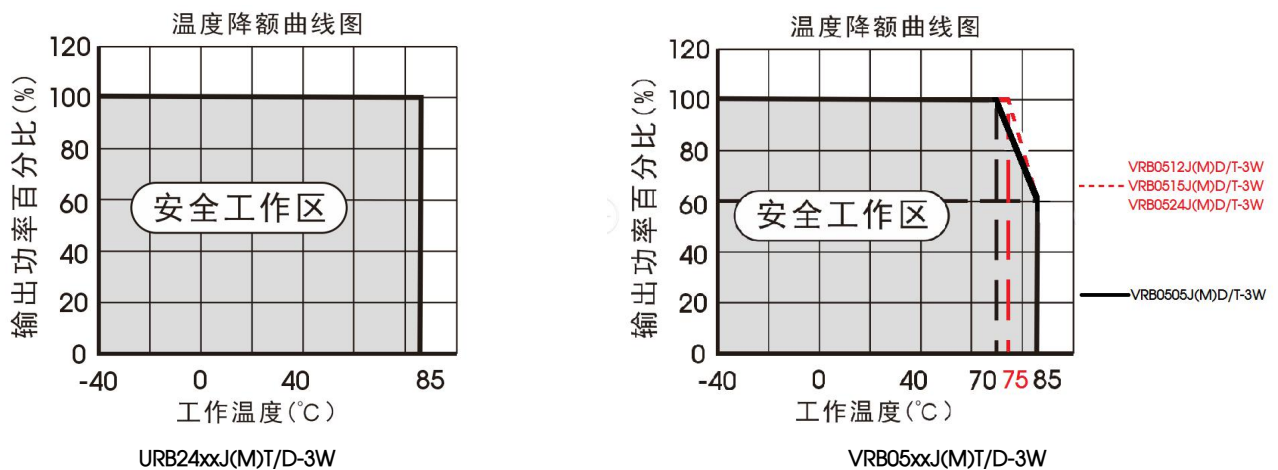 温度降额曲线图
120
100
80
60
40
20
0
输出功率百分比(%)
安全工作区
-40 0 40 85
工作温度(℃)
URB24xxJ(M)T/D-3W
温度降额曲线图
120
100
80
60
40
20
0
输出功率百分比(%)
安全工作区
-40 0 40 70 75 85
工作温度(℃)
VRB0512J(M)D/T-3W
VRB0515J(M)D/T-3W
VRB0524J(M)D/T-3W
VRB0505J(M)D/T-3W
VRB05xxJ(M)T/D-3W